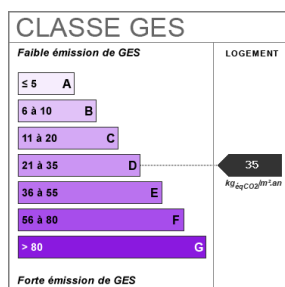 CLASSE GES
Faible émission de GES
LOGEMENT
≤ 5 A
6 à 10 B
11 à 20 C
21 à 35 D
35
kgéqCO2/m².an
36 à 55 E
56 à 80 F
> 80 G
Forte émission de GES